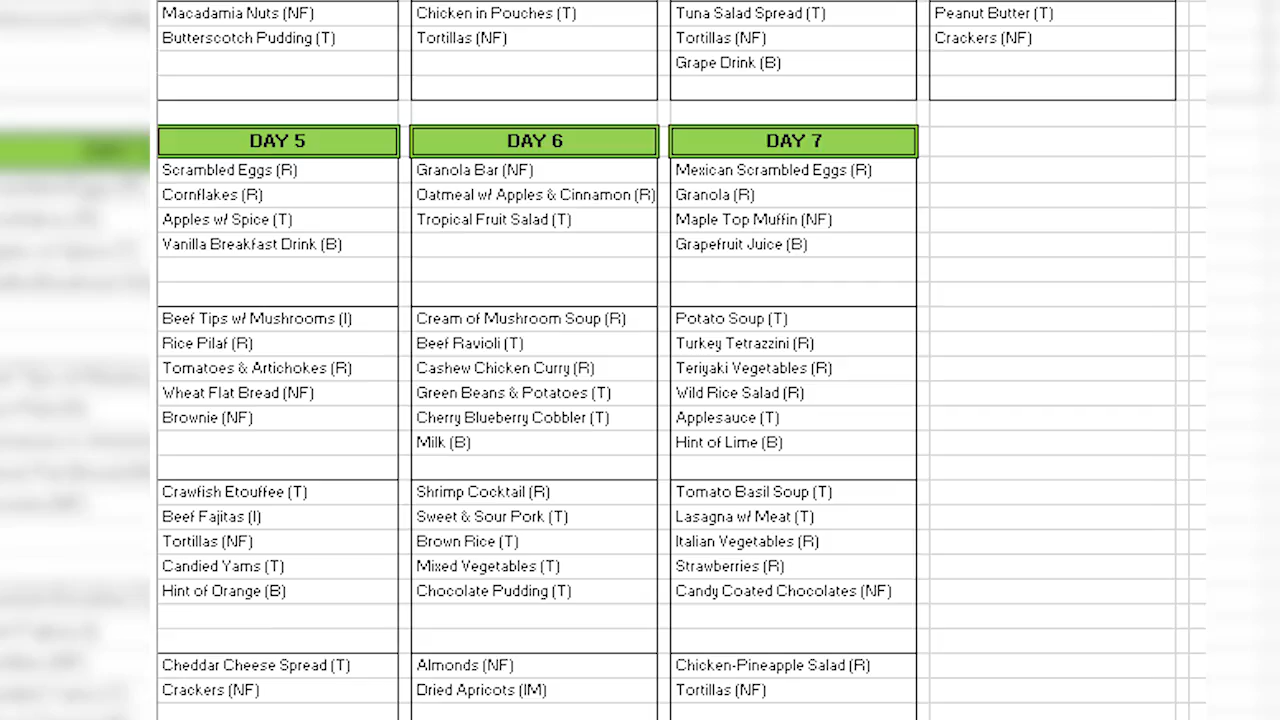 Macadamia Nuts (NF)
Butterscotch Pudding (T)
Chicken in Pouches (T)
Tortillas (NF)
Tuna Salad Spread (T)
Tortillas (NF)
Grape Drink (B)
Peanut Butter (T)
Crackers (NF)
DAY 5
Scrambled Eggs (R)
Cornflakes (R)
Apples w/ Spice (T)
Vanilla Breakfast Drink (B)
Beef Tips w/ Mushrooms (I)
Rice Pilaf (R)
Tomatoes & Artichokes (R)
Wheat Flat Bread (NF)
Brownie (NF)
Crawfish Etouffee (T)
Beef Fajitas (I)
Tortillas (NF)
Candied Yams (T)
Hint of Orange (B)
Cheddar Cheese Spread (T)
Crackers (NF)
DAY 6
Granola Bar (NF)
Oatmeal w/ Apples & Cinnamon (R)
Tropical Fruit Salad (T)
Cream of Mushroom Soup (R)
Beef Ravioli (T)
Cashew Chicken Curry (R)
Green Beans & Potatoes (T)
Cherry Blueberry Cobbler (T)
Milk (B)
Shrimp Cocktail (R)
Sweet & Sour Pork (T)
Brown Rice (T)
Mixed Vegetables (T)
Chocolate Pudding (T)
Almonds (NF)
Dried Apricots (IM)
DAY 7
Mexican Scrambled Eggs (R)
Granola (R)
Maple Top Muffin (NF)
Grapefruit Juice (B)
Potato Soup (T)
Turkey Tetrazzini (R)
Teriyaki Vegetables (R)
Wild Rice Salad (R)
Applesauce (T)
Hint of Lime (B)
Tomato Basil Soup (T)
Lasagna w/ Meat (T)
Italian Vegetables (R)
Strawberries (R)
Candy Coated Chocolates (NF)
Chicken-Pineapple Salad (R)
Tortillas (NF)